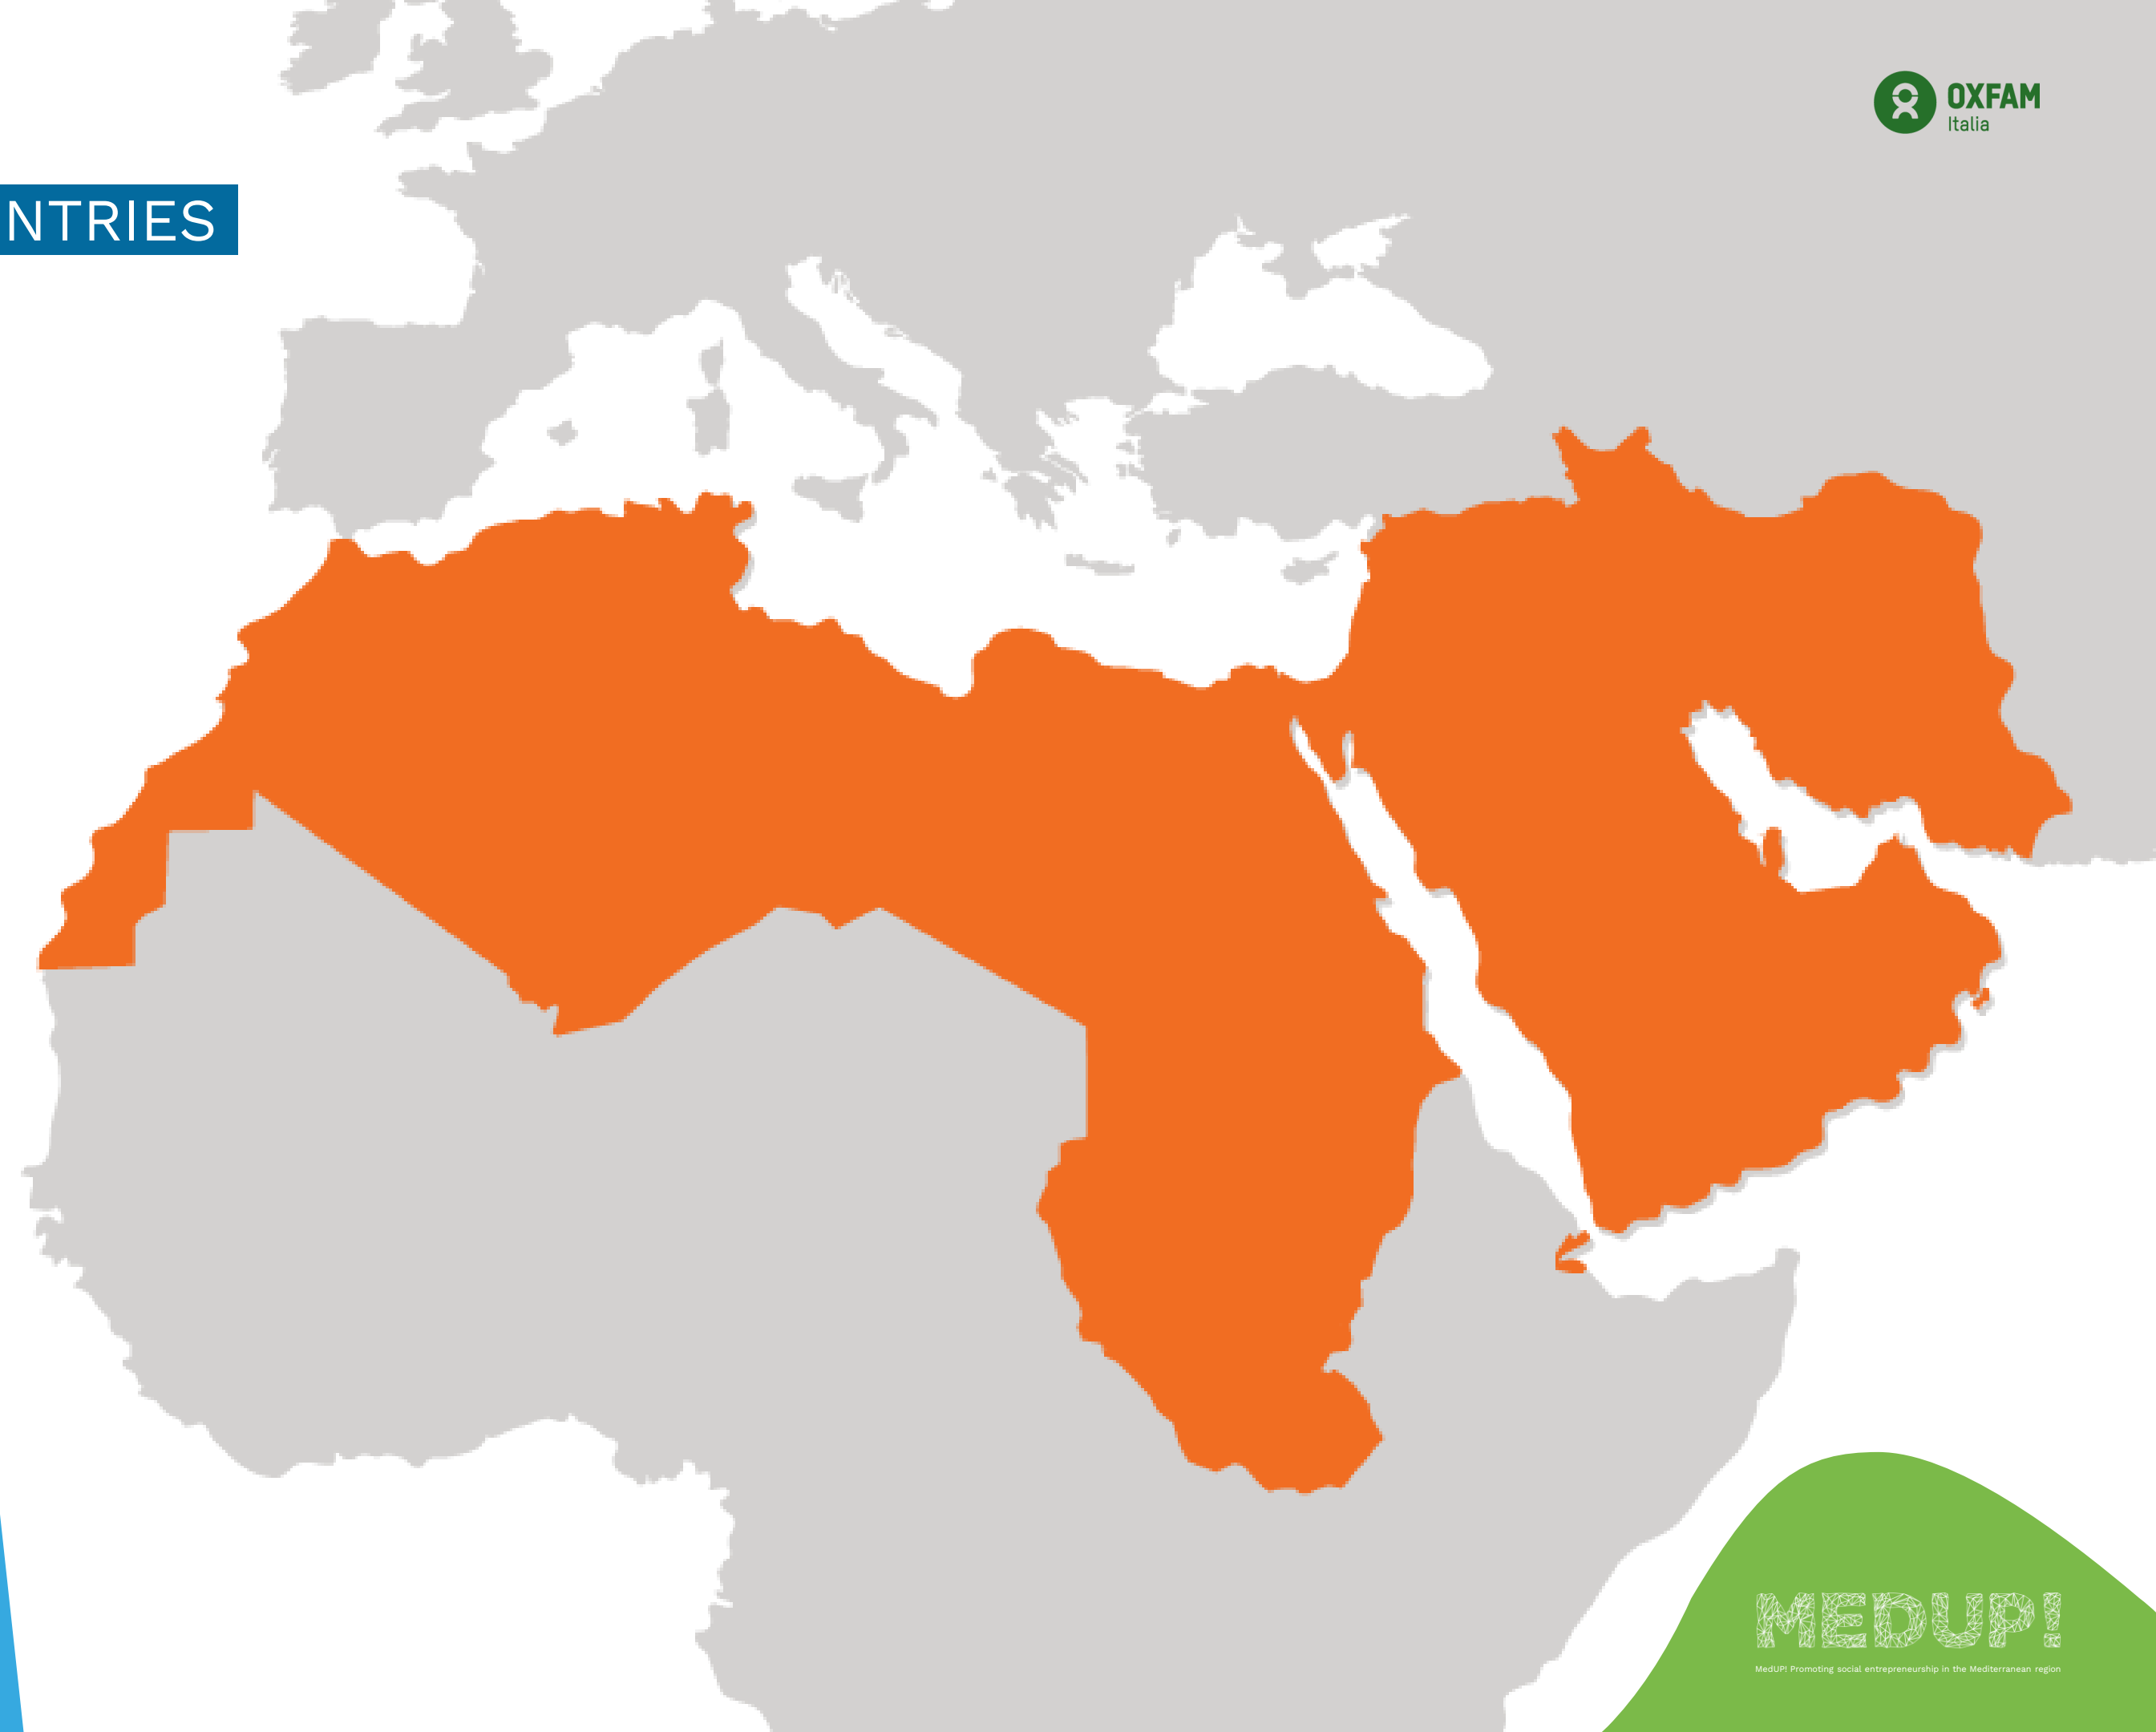 OXFAM
Italia
NTRIES
MEDUP!
MedUP! Promoting social entrepreneurship in the Mediterranean region